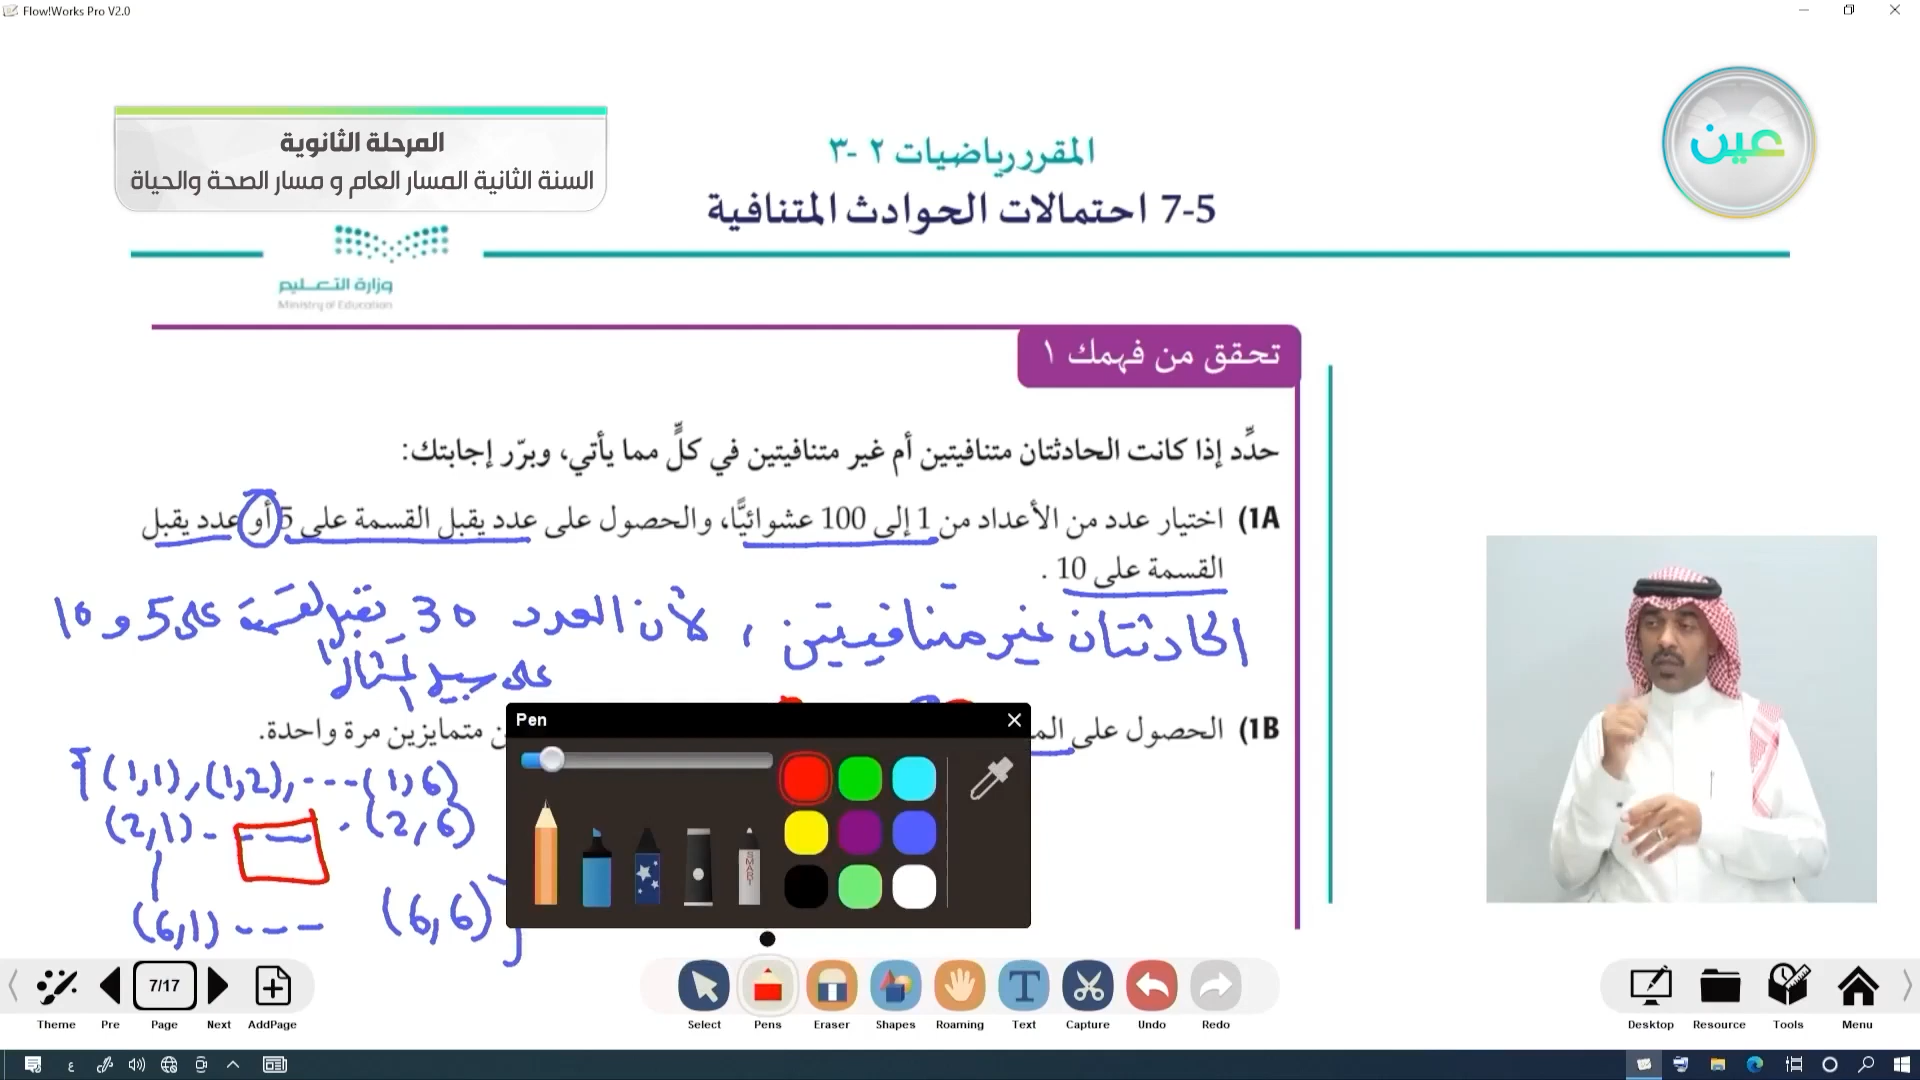 Flow!Works Pro V2.0
عين
المقرر رياضيات ٢ -٣
7-5 احتمالات الحوادث المتنافية
المرحلة الثانوية
السنة الثانية المسار العام و مسار الصحة والحياة
وزارة التعـــليم
Ministry of Education
تحقق من فهمك ١
حدِّد إذا كانت الحادثتان متنافيتين أم غير متنافيتين في كلٍّ مما يأتي، وبرّر إجابتك:
1A) اختيار عدد من الأعداد من 1 إلى 100 عشوائيًّا، والحصول على عدد يقبل القسمة على 5 أو عدد يقبل
القسمة على 10 .
الحادثتان غير متنافيتين ، لأن العدد 30 يقبل القسمة على 5 و 10
على سبيل المثال
1B) الحصول على
متمايزين مرة واحدة.
{(1,1),(1,2),---(1,6)
(2,1)- -- ·(2,6)
(6,1)--- (6,6)}
Pen
SMART
7/17
Theme Pre Page Next AddPage
Select Pens Eraser Shapes Roaming Text Capture Undo Redo
Desktop Resource Tools Menu
ع